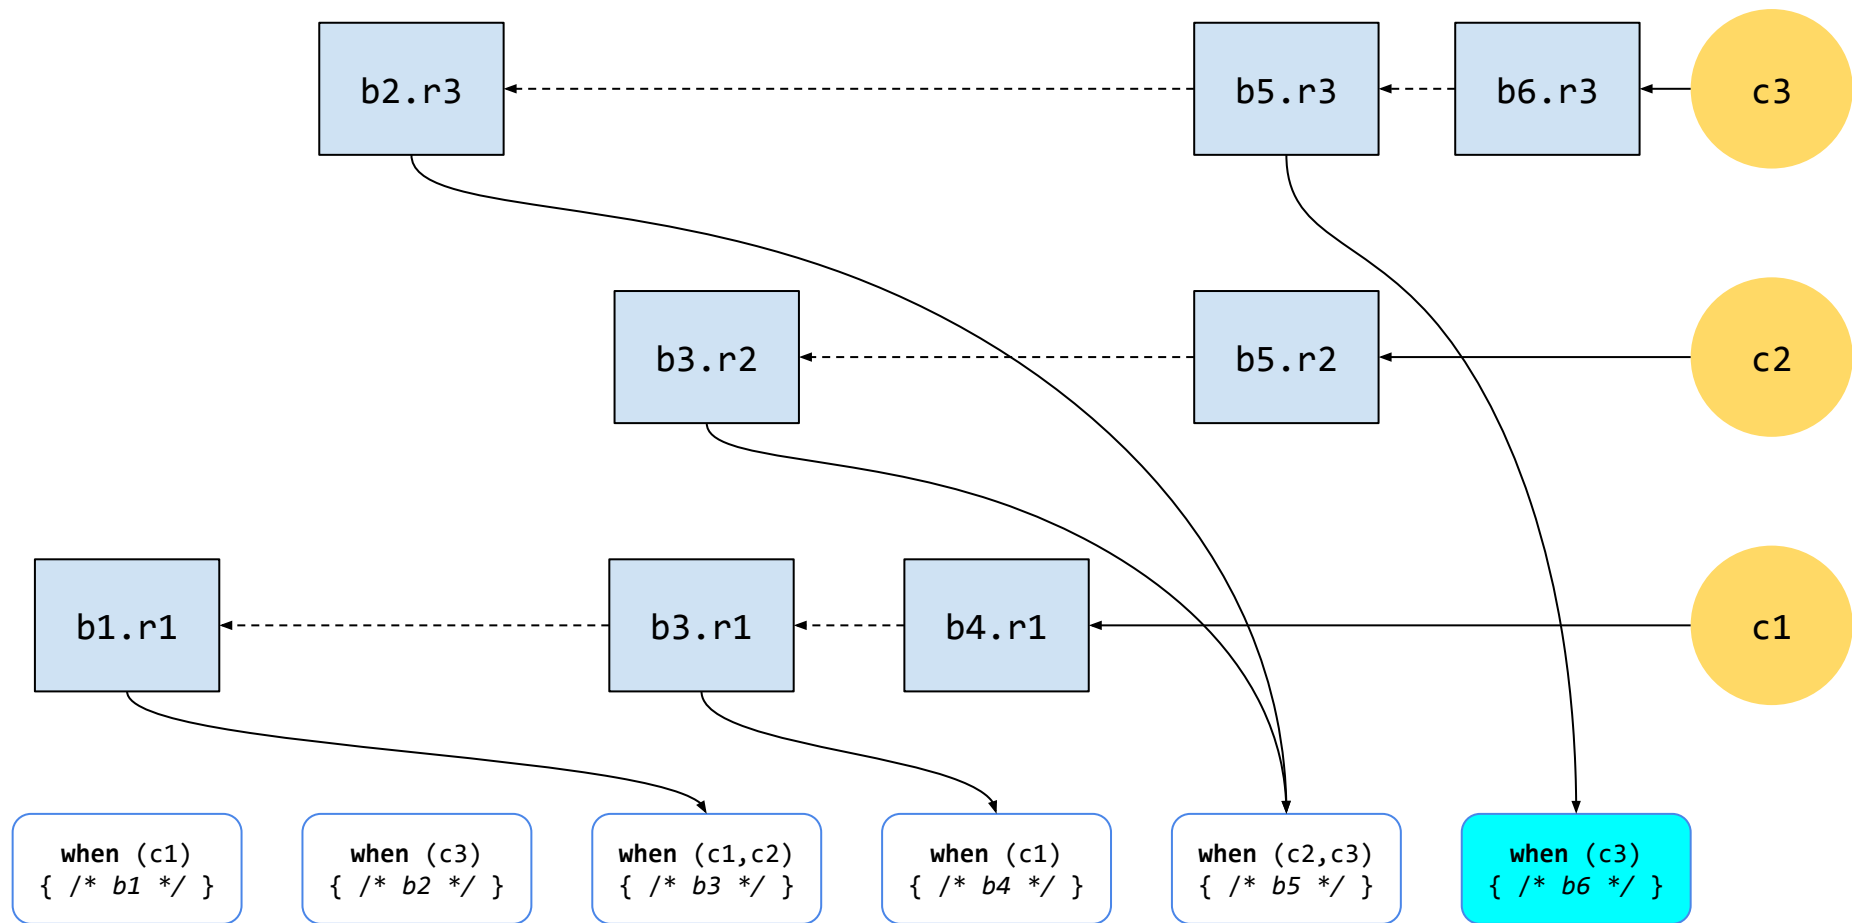 b2.r3
b5.r3
b6.r3
c3
b3.r2
b5.r2
c2
b1.r1
b3.r1
b4.r1
c1
when (c1)
{ /* b1 */ }
when (c3)
{ /* b2 */ }
when (c1,c2)
{ /* b3 */ }
when (c1)
{ /* b4 */ }
when (c2,c3)
{ /* b5 */ }
when (c3)
{ /* b6 */ }